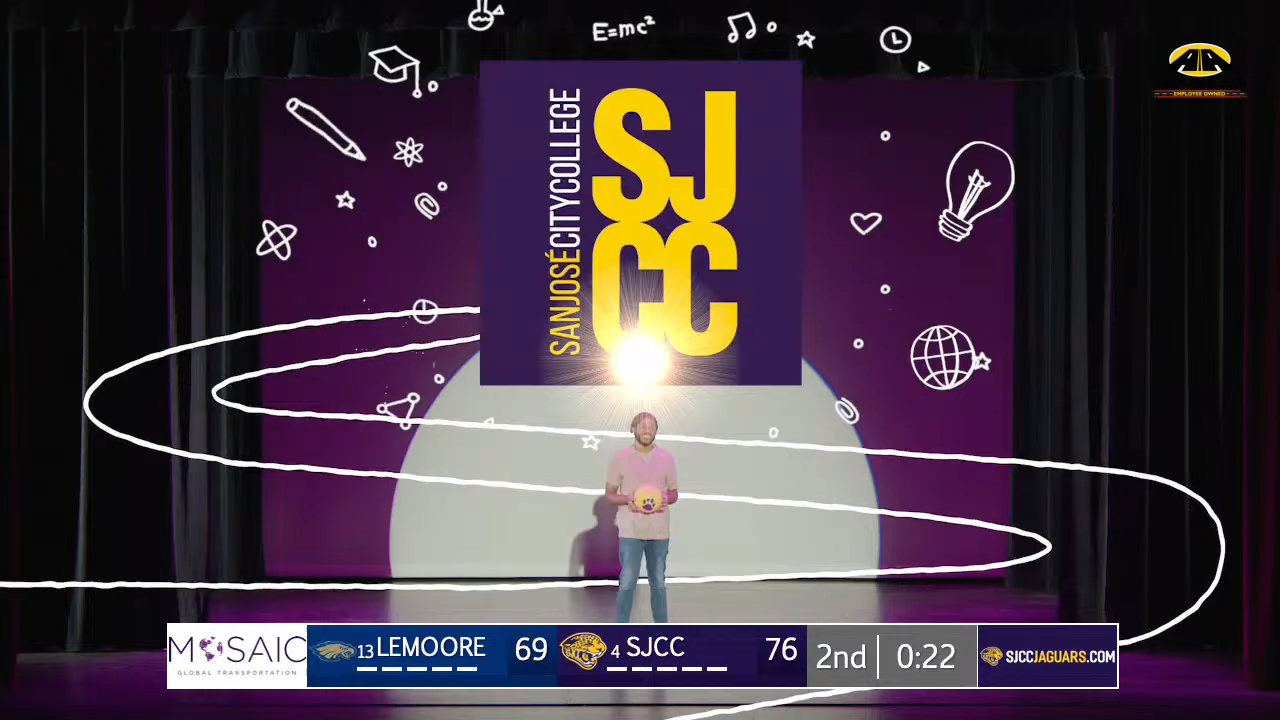 E=mc²
EMPLOYEE OWNED
SANJOSÉCITYCOLLEGE
SJ
CC
MOSAIC
GLOBAL TRANSPORTATION
13 LEMOORE 69
4 SJCC 76
2nd 0:22
SJCCJAGUARS.COM